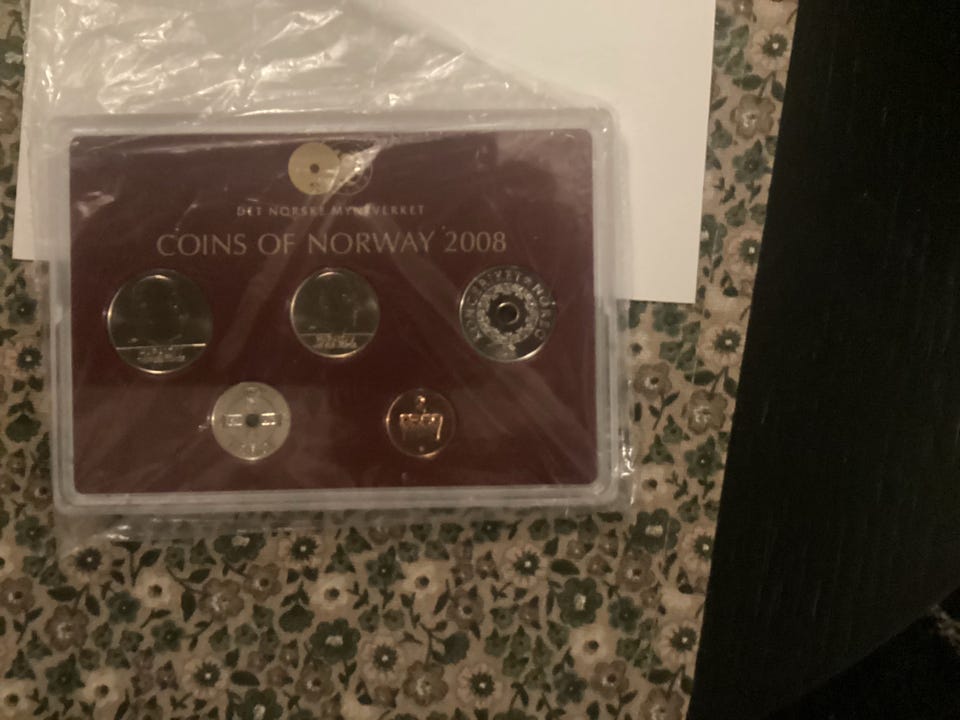 DET NORSKE MYNTVERKET
COINS OF NORWAY 2008